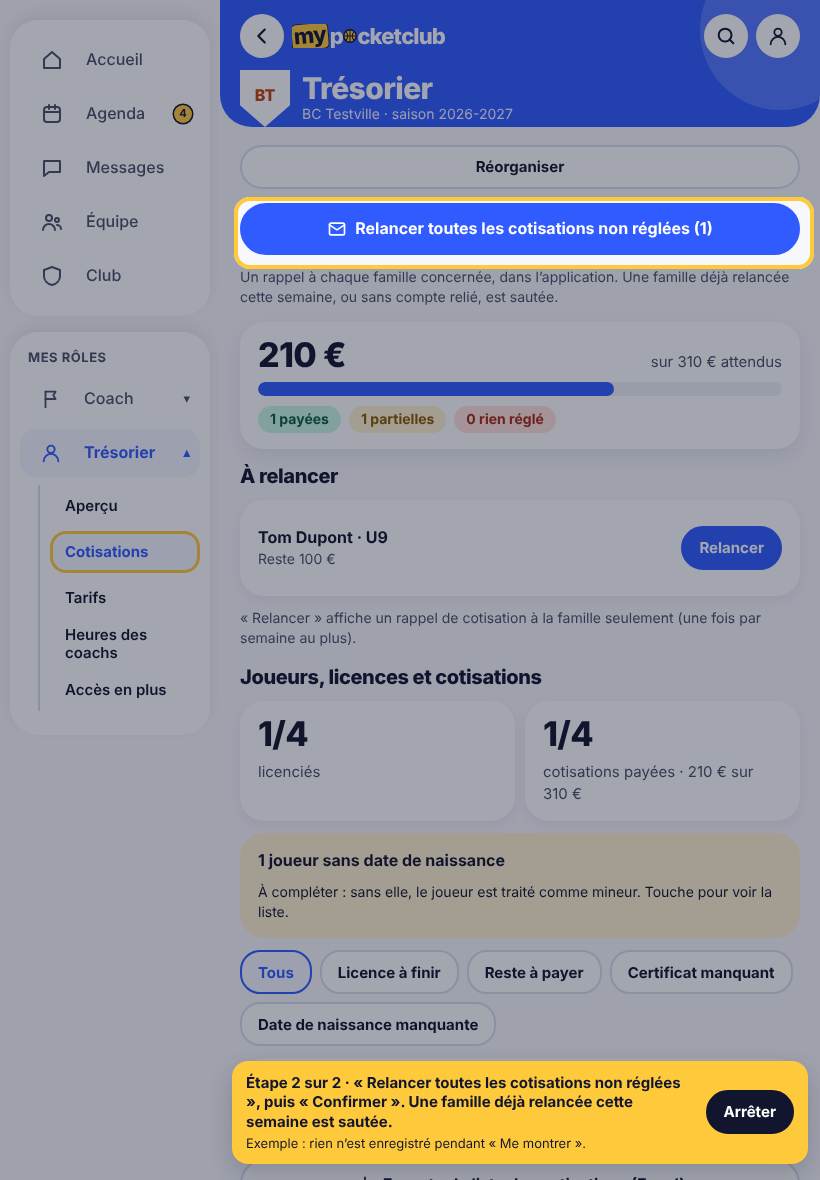 Accueil
Agenda
4
Messages
Équipe
Club
MES RÔLES
Coach
Trésorier
Aperçu
Cotisations
Tarifs
Heures des
coachs
Accès en plus
mypocketclub
BT
Trésorier
BC Testville · saison 2026-2027
Réorganiser
Relancer toutes les cotisations non réglées (1)
Un rappel à chaque famille concernée, dans l'application. Une famille déjà relancée
cette semaine, ou sans compte relié, est sautée.
210 €
sur 310 € attendus
1 payées
1 partielles
0 rien réglé
À relancer
Tom Dupont · U9
Reste 100 €
Relancer
« Relancer » affiche un rappel de cotisation à la famille seulement (une fois par
semaine au plus).
Joueurs, licences et cotisations
1/4
licenciés
1/4
cotisations payées · 210 € sur
310 €
1 joueur sans date de naissance
À compléter : sans elle, le joueur est traité comme mineur. Touche pour voir la
liste.
Tous
Licence à finir
Reste à payer
Certificat manquant
Date de naissance manquante
Étape 2 sur 2 · « Relancer toutes les cotisations non réglées
», puis « Confirmer ». Une famille déjà relancée cette
semaine est sautée.
Exemple : rien n'est enregistré pendant « Me montrer ».
Arrêter